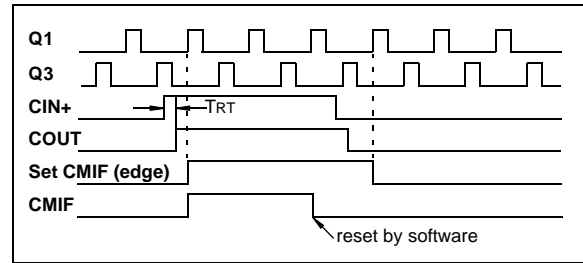 Q1
Q3
CIN+
TRT
COUT
Set CMIF (edge)
CMIF
reset by software